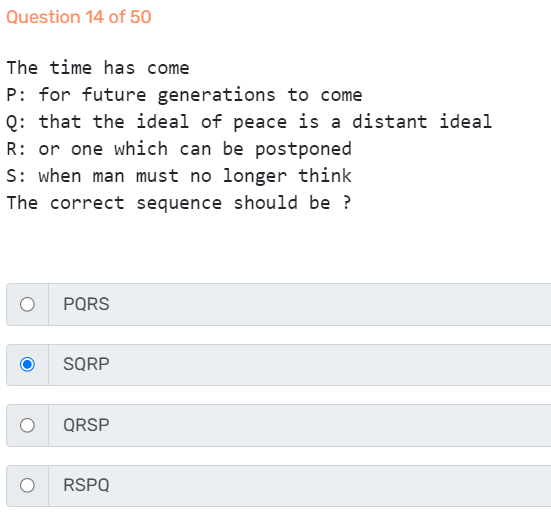 Question 14 of 50
The time has come
P: for future generations to come
Q: that the ideal of peace is a distant ideal
R: or one which can be postponed
S: when man must no longer think
The correct sequence should be ?
PQRS
SQRP
QRSP
RSPQ